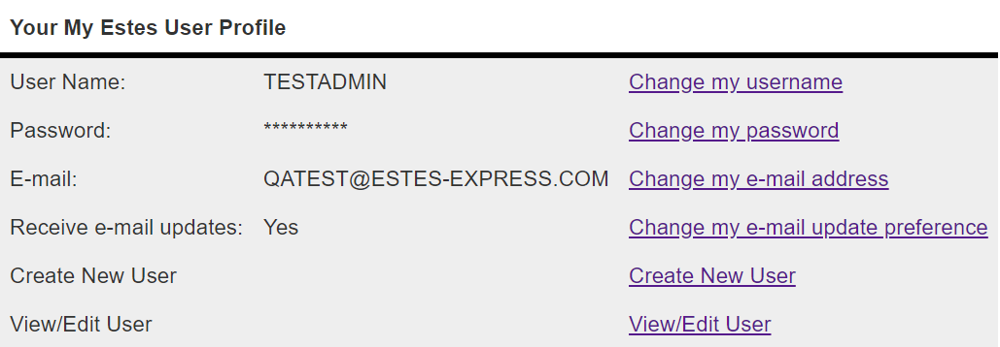 Your My Estes User Profile
User Name: TESTADMIN Change my username
Password: ********** Change my password
E-mail: QATEST@ESTES-EXPRESS.COM Change my e-mail address
Receive e-mail updates: Yes Change my e-mail update preference
Create New User Create New User
View/Edit User View/Edit User